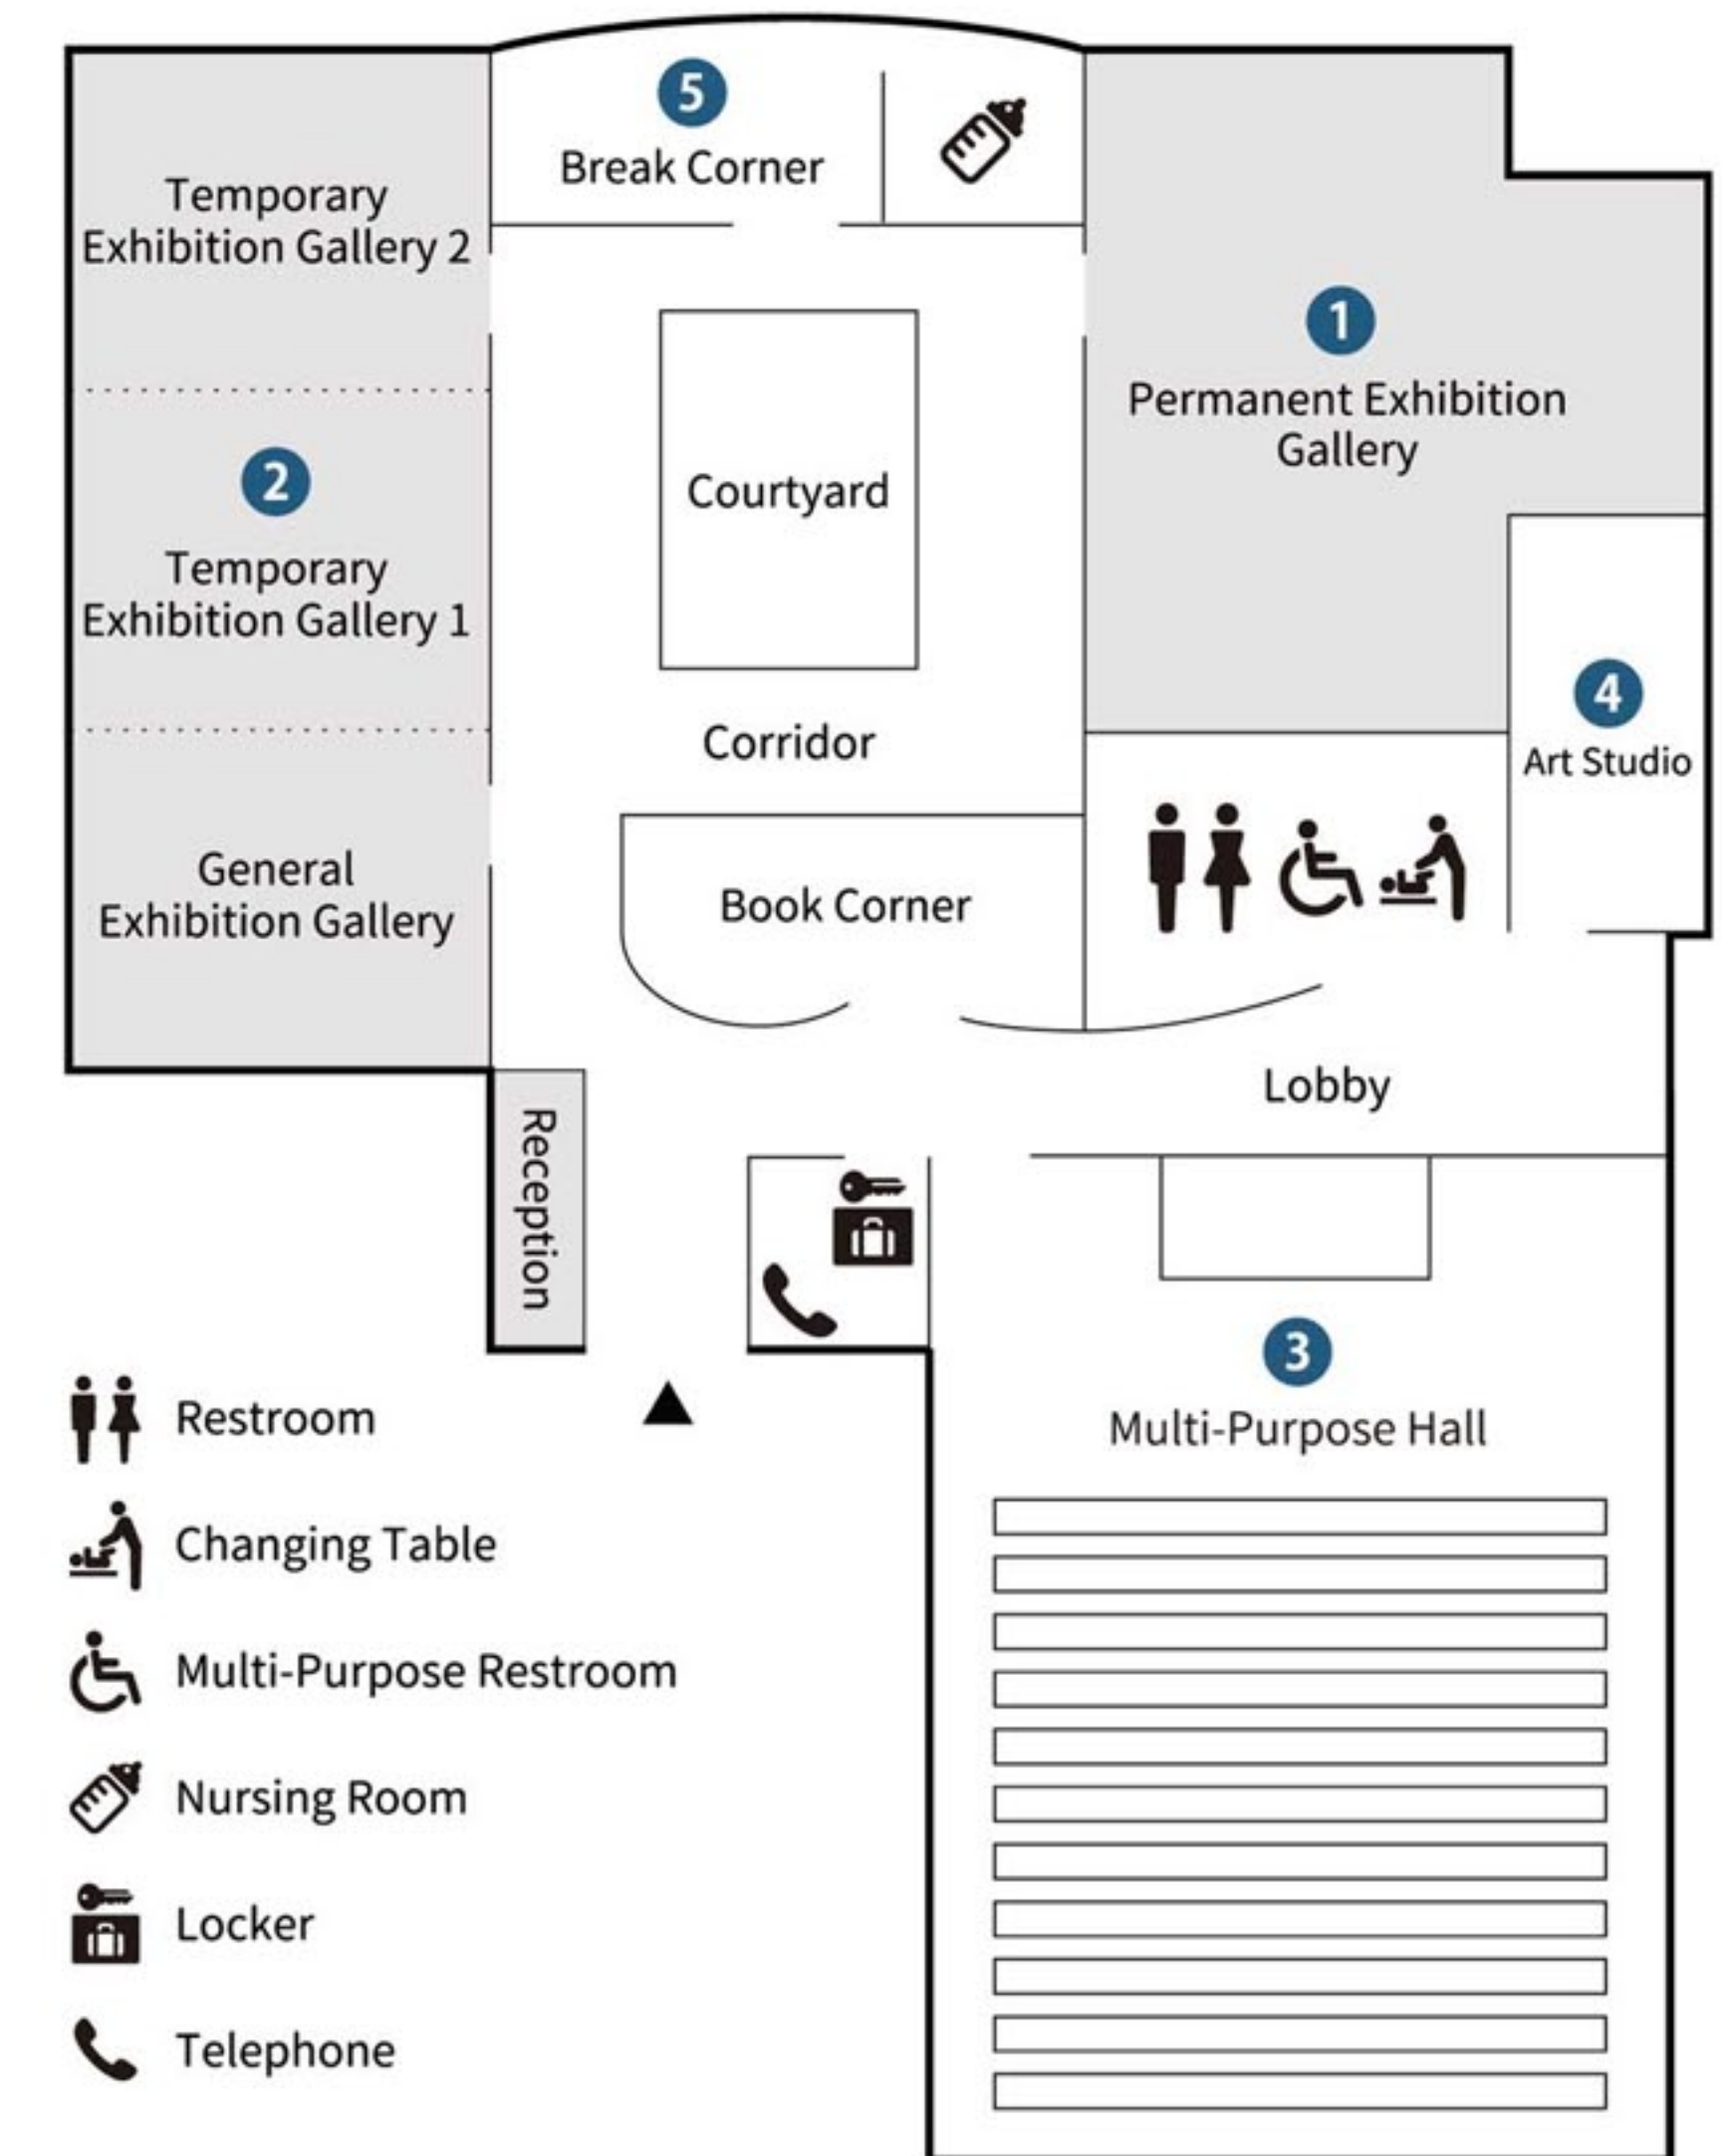 5
Break Corner
Temporary
Exhibition Gallery 2
1
Permanent Exhibition
Gallery
Courtyard
2
Temporary
Exhibition Gallery 1
4
Art Studio
Corridor
General
Exhibition Gallery
Book Corner
Lobby
Reception
3
Multi-Purpose Hall
Restroom
Changing Table
Multi-Purpose Restroom
Nursing Room
Locker
Telephone